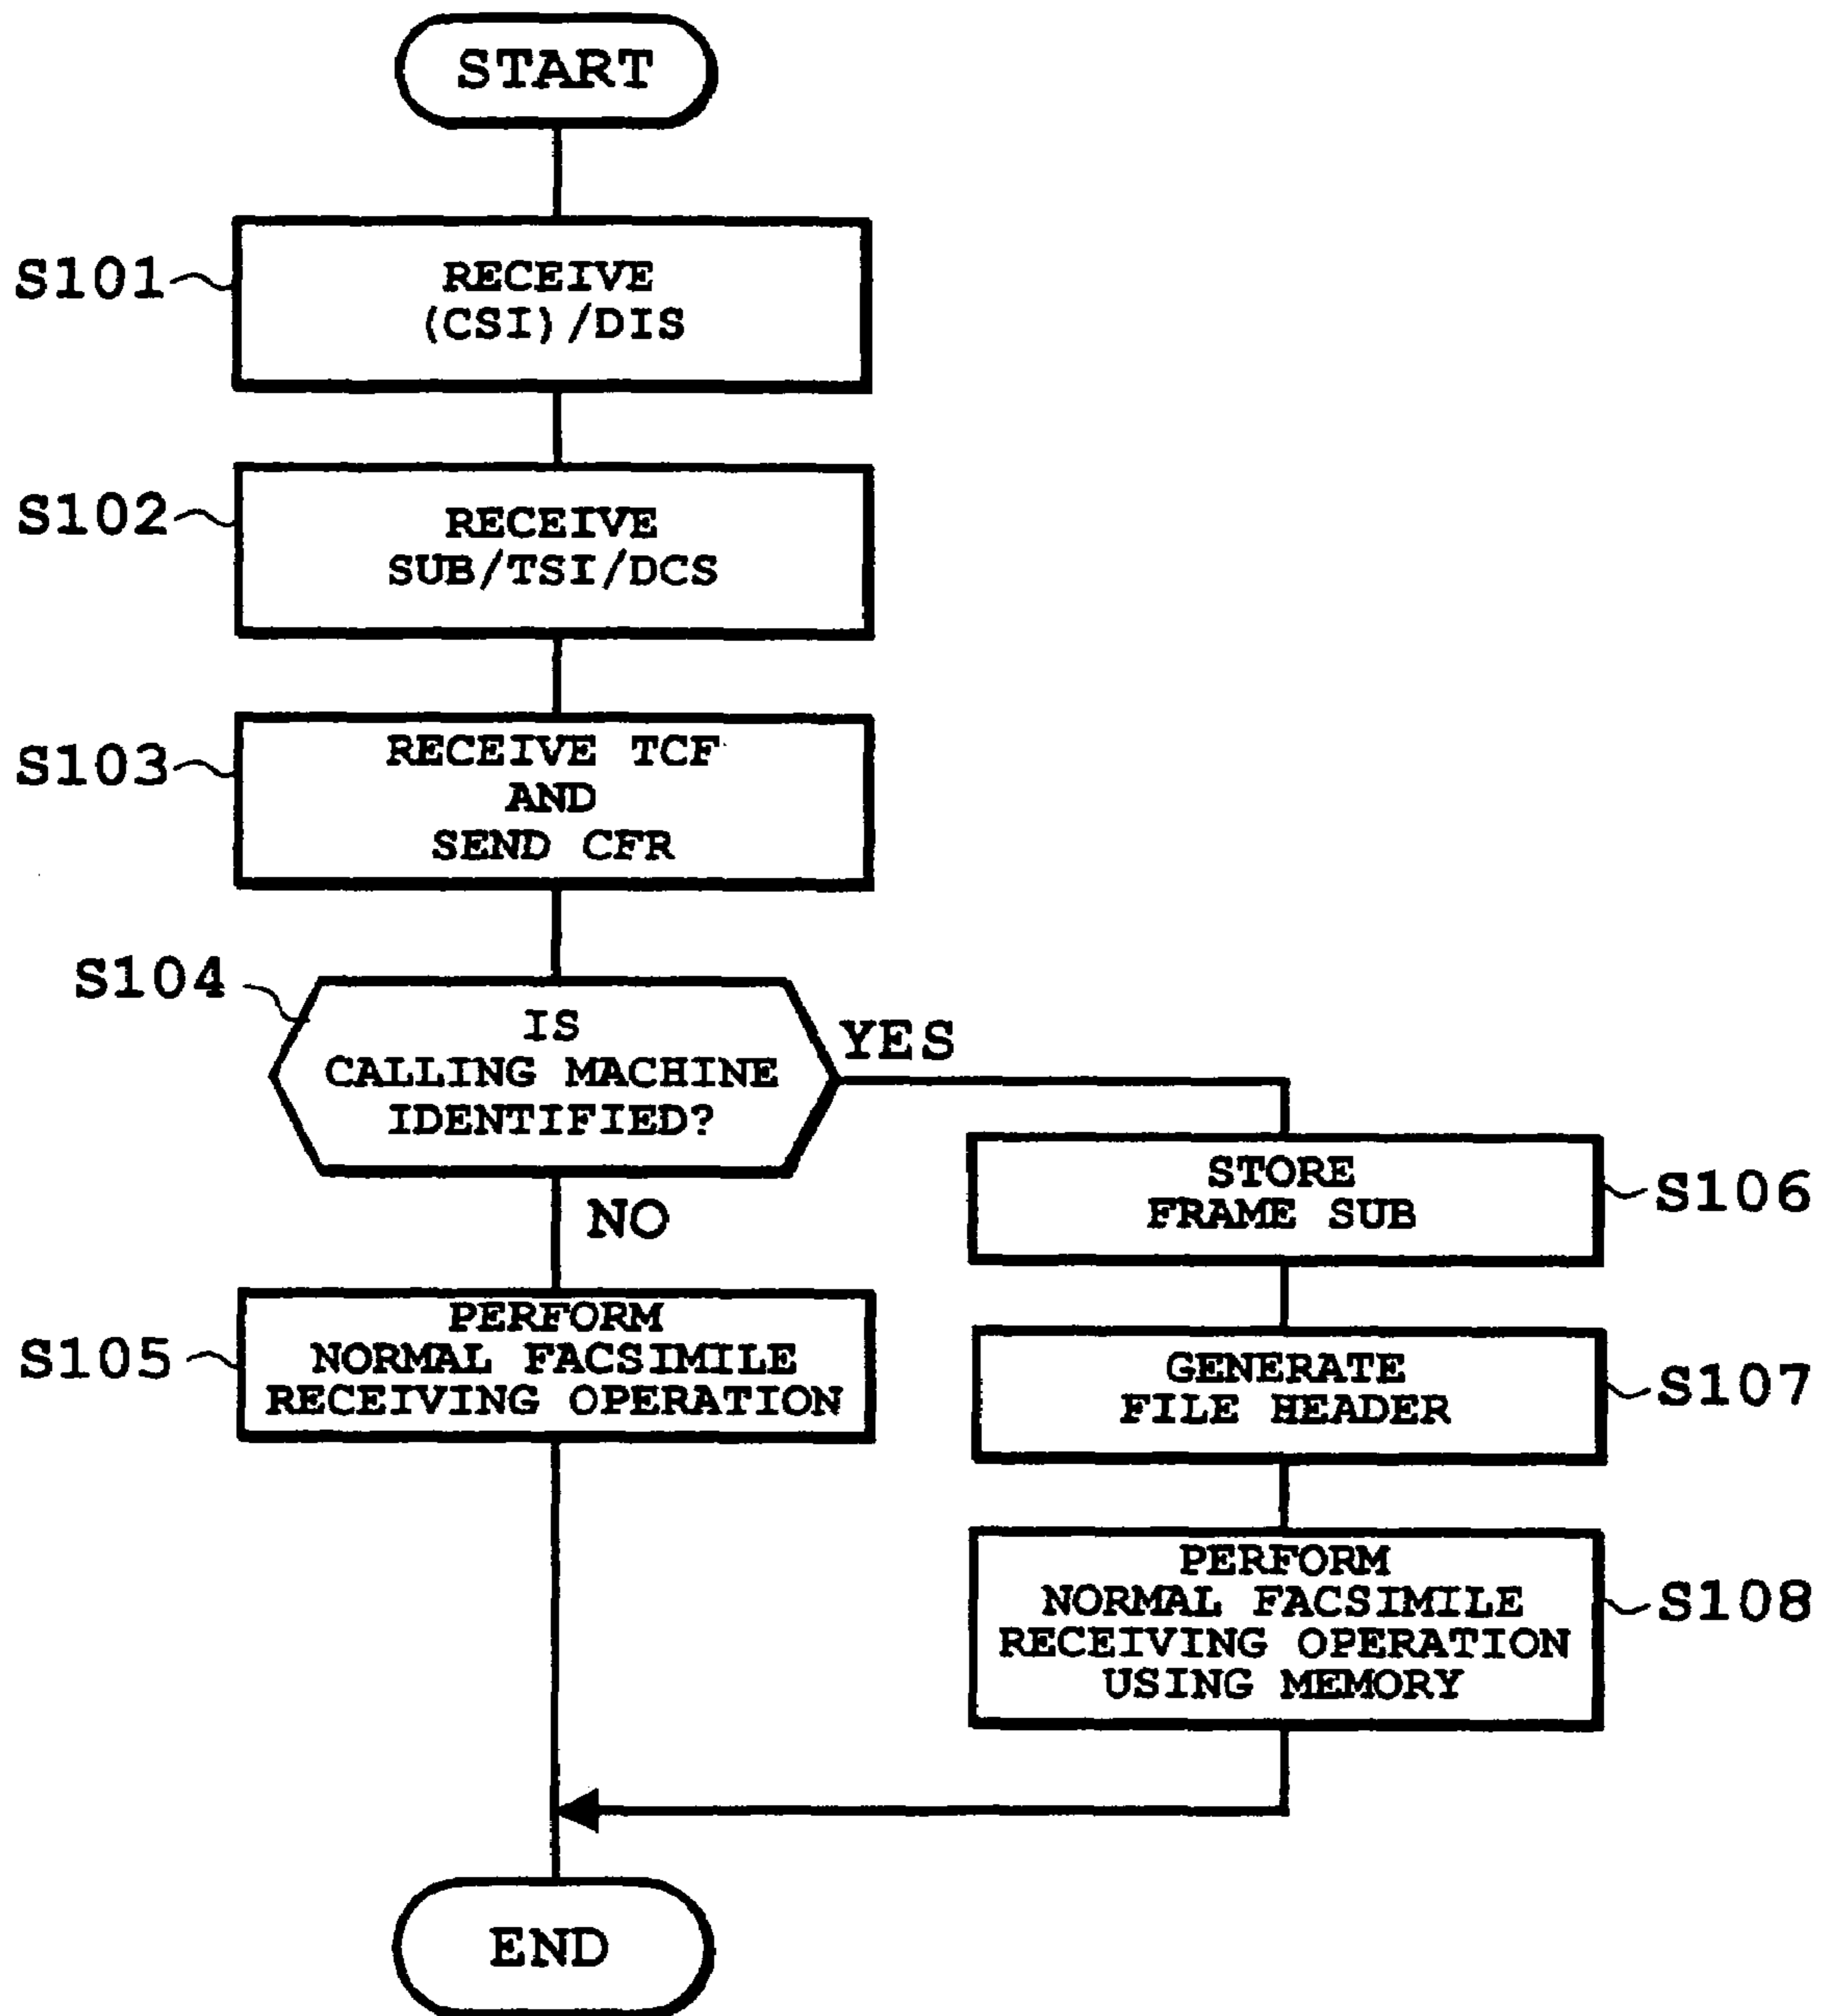 START
S101
RECEIVE
(CSI)/DIS
S102
RECEIVE
SUB/TSI/DCS
S103
RECEIVE TCF
AND
SEND CFR
S104
IS
CALLING MACHINE
IDENTIFIED?
YES
NO
S105
PERFORM
NORMAL FACSIMILE
RECEIVING OPERATION
STORE
FRAME SUB
S106
GENERATE
FILE HEADER
S107
PERFORM
NORMAL FACSIMILE
RECEIVING OPERATION
USING MEMORY
S108
END